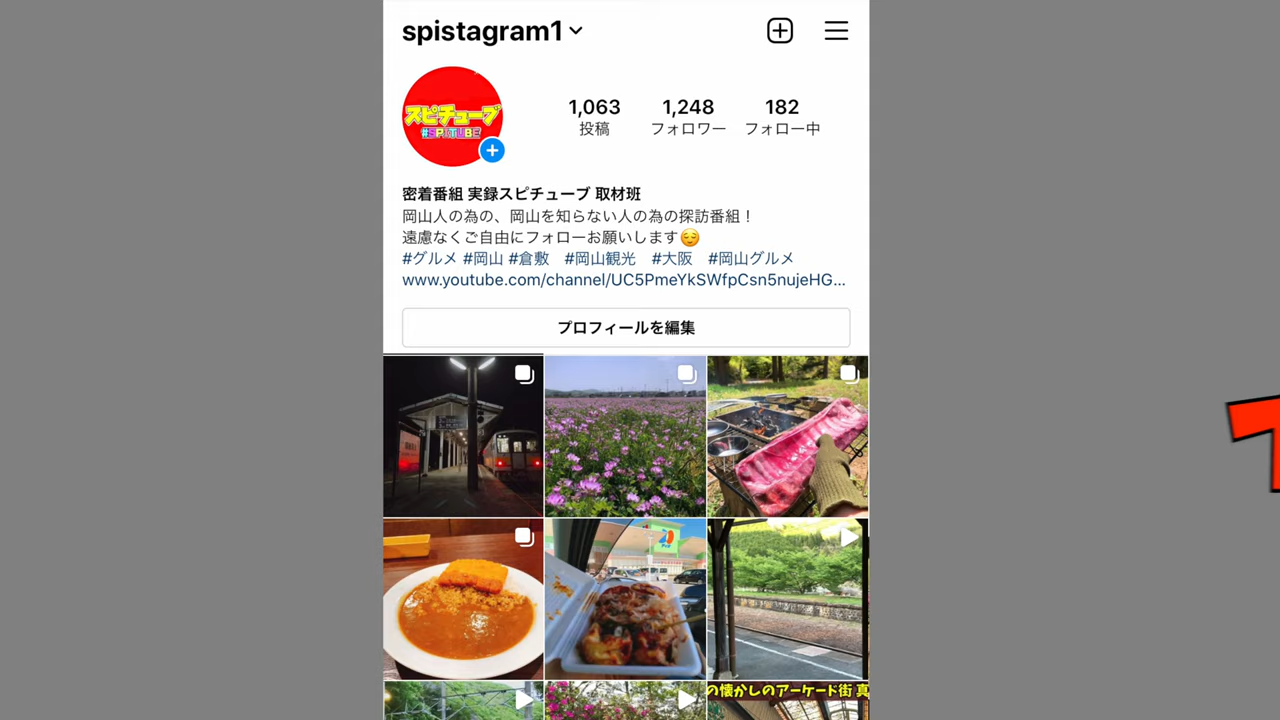 spistagram1
スピチューブ
#SPITUBE
1,063
投稿
1,248
フォロワー
182
フォロー中
密着番組 実録スピチューブ 取材班
岡山人の為の、岡山を知らない人の為の探訪番組！
遠慮なくご自由にフォローお願いします😌
#グルメ #岡山 #倉敷　#岡山観光　#大阪　#岡山グルメ
www.youtube.com/channel/UC5PmeYkSWfpCsn5nujeHG...
プロフィールを編集
の懐かしのアーケード街 真